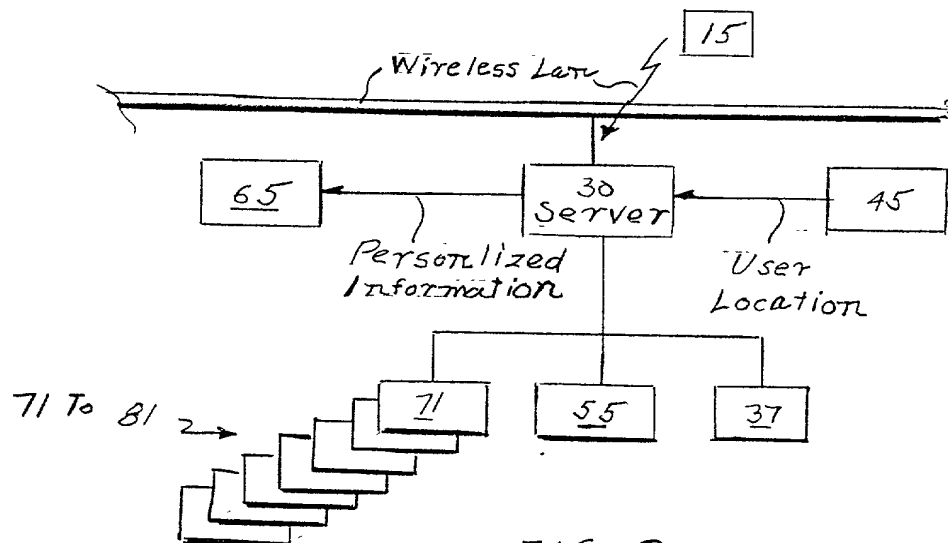 15
Wireless Lan
65
30
Server
45
Personlized
Information
User
Location
71 To 81
71
55
37